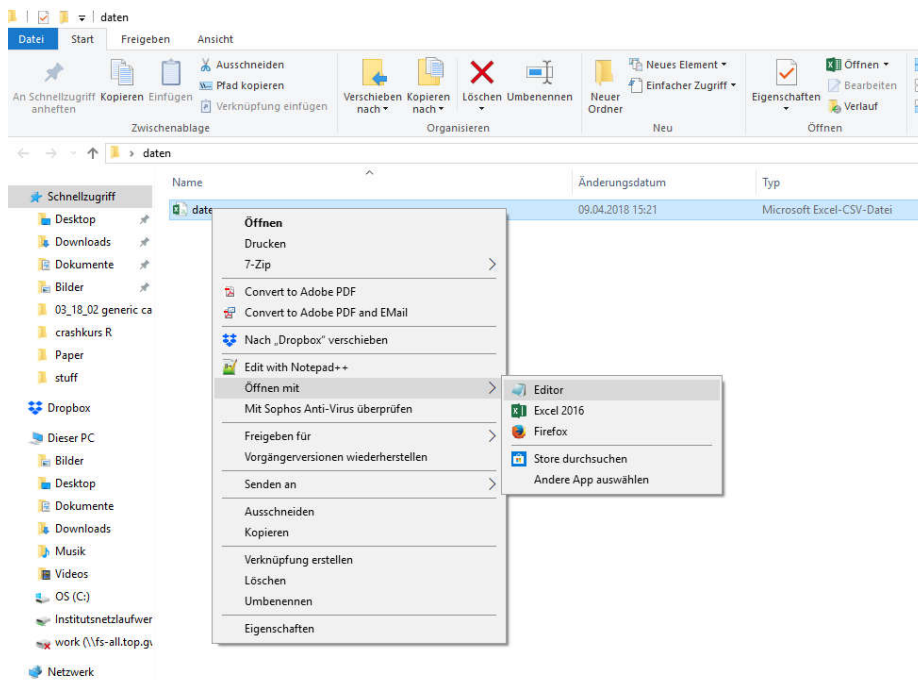 daten
Datei Start Freigeben Ansicht
An Schnellzugriff anheften
Kopieren
Einfügen
Ausschneiden
Pfad kopieren
Verknüpfung einfügen
Zwischenablage
Verschieben nach
Kopieren nach
Löschen
Umbenennen
Organisieren
Neuer Ordner
Neues Element
Einfacher Zugriff
Neu
Eigenschaften
Öffnen
Bearbeiten
Verlauf
Öffnen
daten
Name Änderungsdatum Typ
date 09.04.2018 15:21 Microsoft Excel-CSV-Datei
Schnellzugriff
Desktop
Downloads
Dokumente
Bilder
03_18_02 generic ca
crashkurs R
Paper
stuff
Dropbox
Dieser PC
Bilder
Desktop
Dokumente
Downloads
Musik
Videos
OS (C:)
Institutsnetzlaufwer
work (\\fs-all.top.gv
Netzwerk
Öffnen
Drucken
7-Zip
Convert to Adobe PDF
Convert to Adobe PDF and EMail
Nach „Dropbox" verschieben
Edit with Notepad++
Öffnen mit
Mit Sophos Anti-Virus überprüfen
Freigeben für
Vorgängerversionen wiederherstellen
Senden an
Ausschneiden
Kopieren
Verknüpfung erstellen
Löschen
Umbenennen
Eigenschaften
Editor
Excel 2016
Firefox
Store durchsuchen
Andere App auswählen